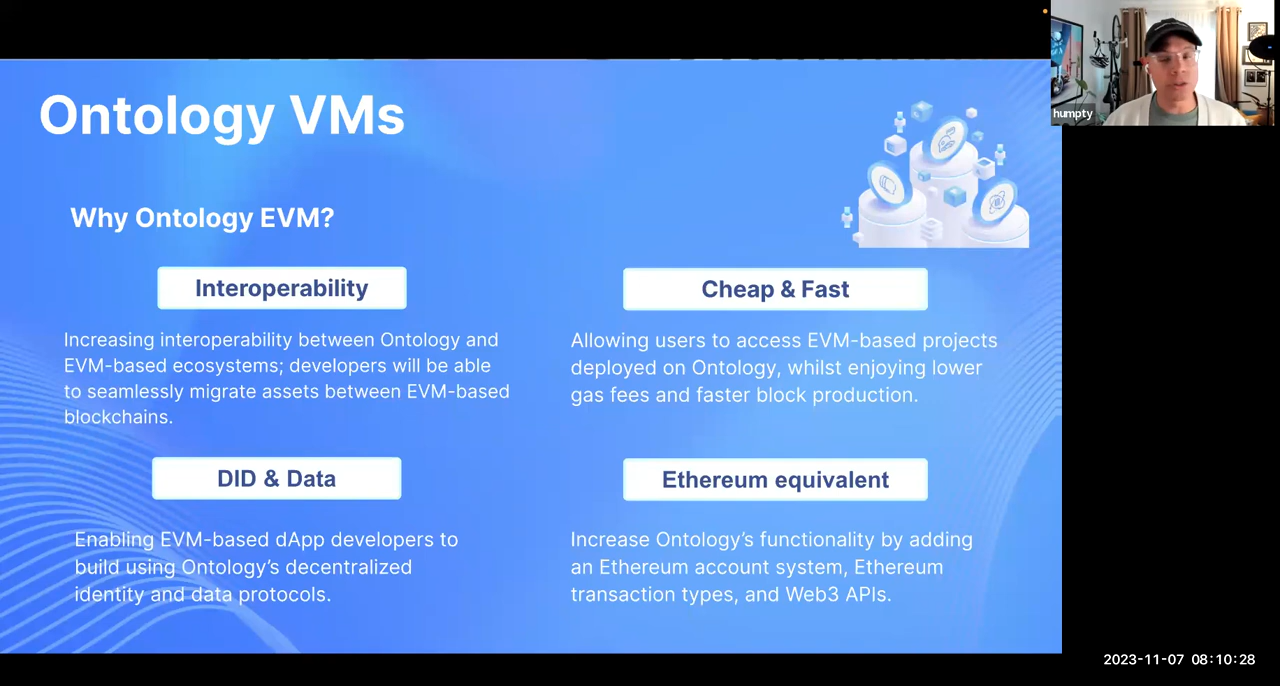 Ontology VMs
humpty
Why Ontology EVM?
Interoperability
Increasing interoperability between Ontology and
EVM-based ecosystems; developers will be able
to seamlessly migrate assets between EVM-based
blockchains.
Cheap & Fast
Allowing users to access EVM-based projects
deployed on Ontology, whilst enjoying lower
gas fees and faster block production.
DID & Data
Enabling EVM-based dApp developers to
build using Ontology’s decentralized
identity and data protocols.
Ethereum equivalent
Increase Ontology’s functionality by adding
an Ethereum account system, Ethereum
transaction types, and Web3 APIs.
2023-11-07 08:10:28